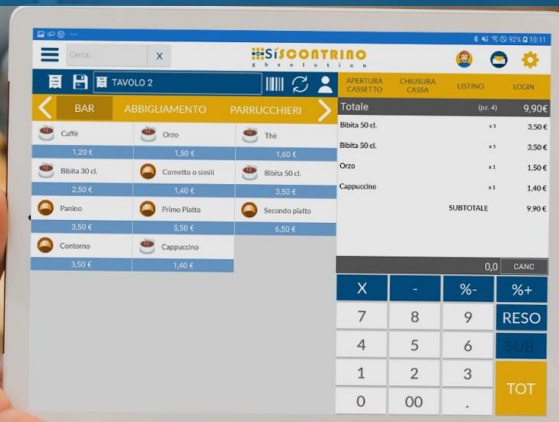 92% 10:11
Cerca...
X
SÍSCONTRINO
gbsolution
TAVOLO 2
APERTURA CASSETTO
CHIUSURA CASSA
LISTINO
LOGIN
BAR
ABBIGLIAMENTO
PARRUCCHIERI
Totale (pz. 4) 9,90€
Caffè
Orzo
Thè
1,20 €
1,50 €
1,60 €
Bibita 30 cl.
Cornetto o simili
Bibita 50 cl.
2,50 €
1,40 €
3,50 €
Panino
Primo Piatto
Secondo piatto
3,50 €
5,50 €
6,50 €
Contorno
Cappuccino
3,50 €
1,40 €
Bibita 50 cl. x1 3,50 €
Bibita 50 cl. x1 3,50 €
Orzo x1 1,50 €
Cappuccino x1 1,40 €
SUBTOTALE 9,90 €
0,0 CANC
X - %- %+
7 8 9 RESO
4 5 6 SUB.
1 2 3 TOT
0 00 .